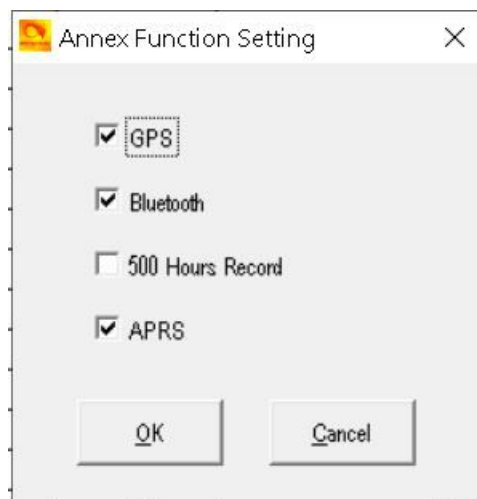 Annex Function Setting
GPS
Bluetooth
500 Hours Record
APRS
OK
Cancel